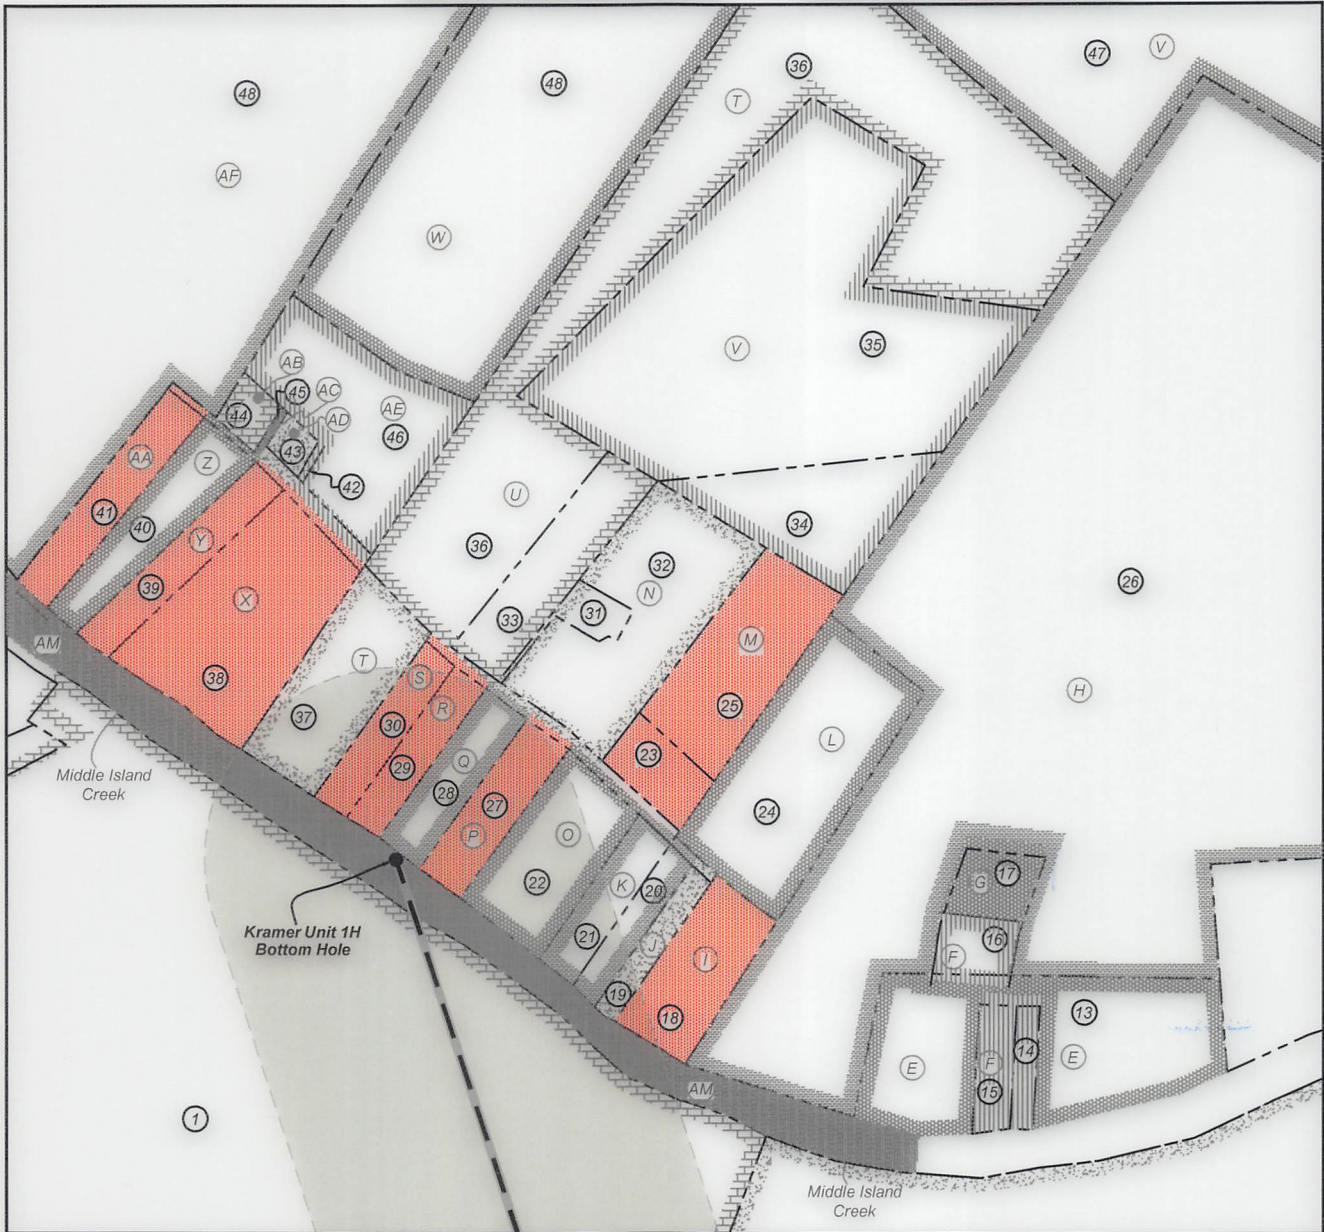 47
V
36
48
48
T
AF
W
V
35
AB
45
AC
AE
44
AD
46
43
AA
Z
42
U
41
34
40
36
Y
32
39
N
26
X
31
33
AM
M
T
S
38
H
25
R
37
30
L
23
Q
29
Middle Island
Creek
28
27
24
P
O
17
G
22
K
20
Kramer Unit 1H
Bottom Hole
21
16
J
F
I
19
13
18
14
E
F
E
AM
15
1
Middle Island
Creek